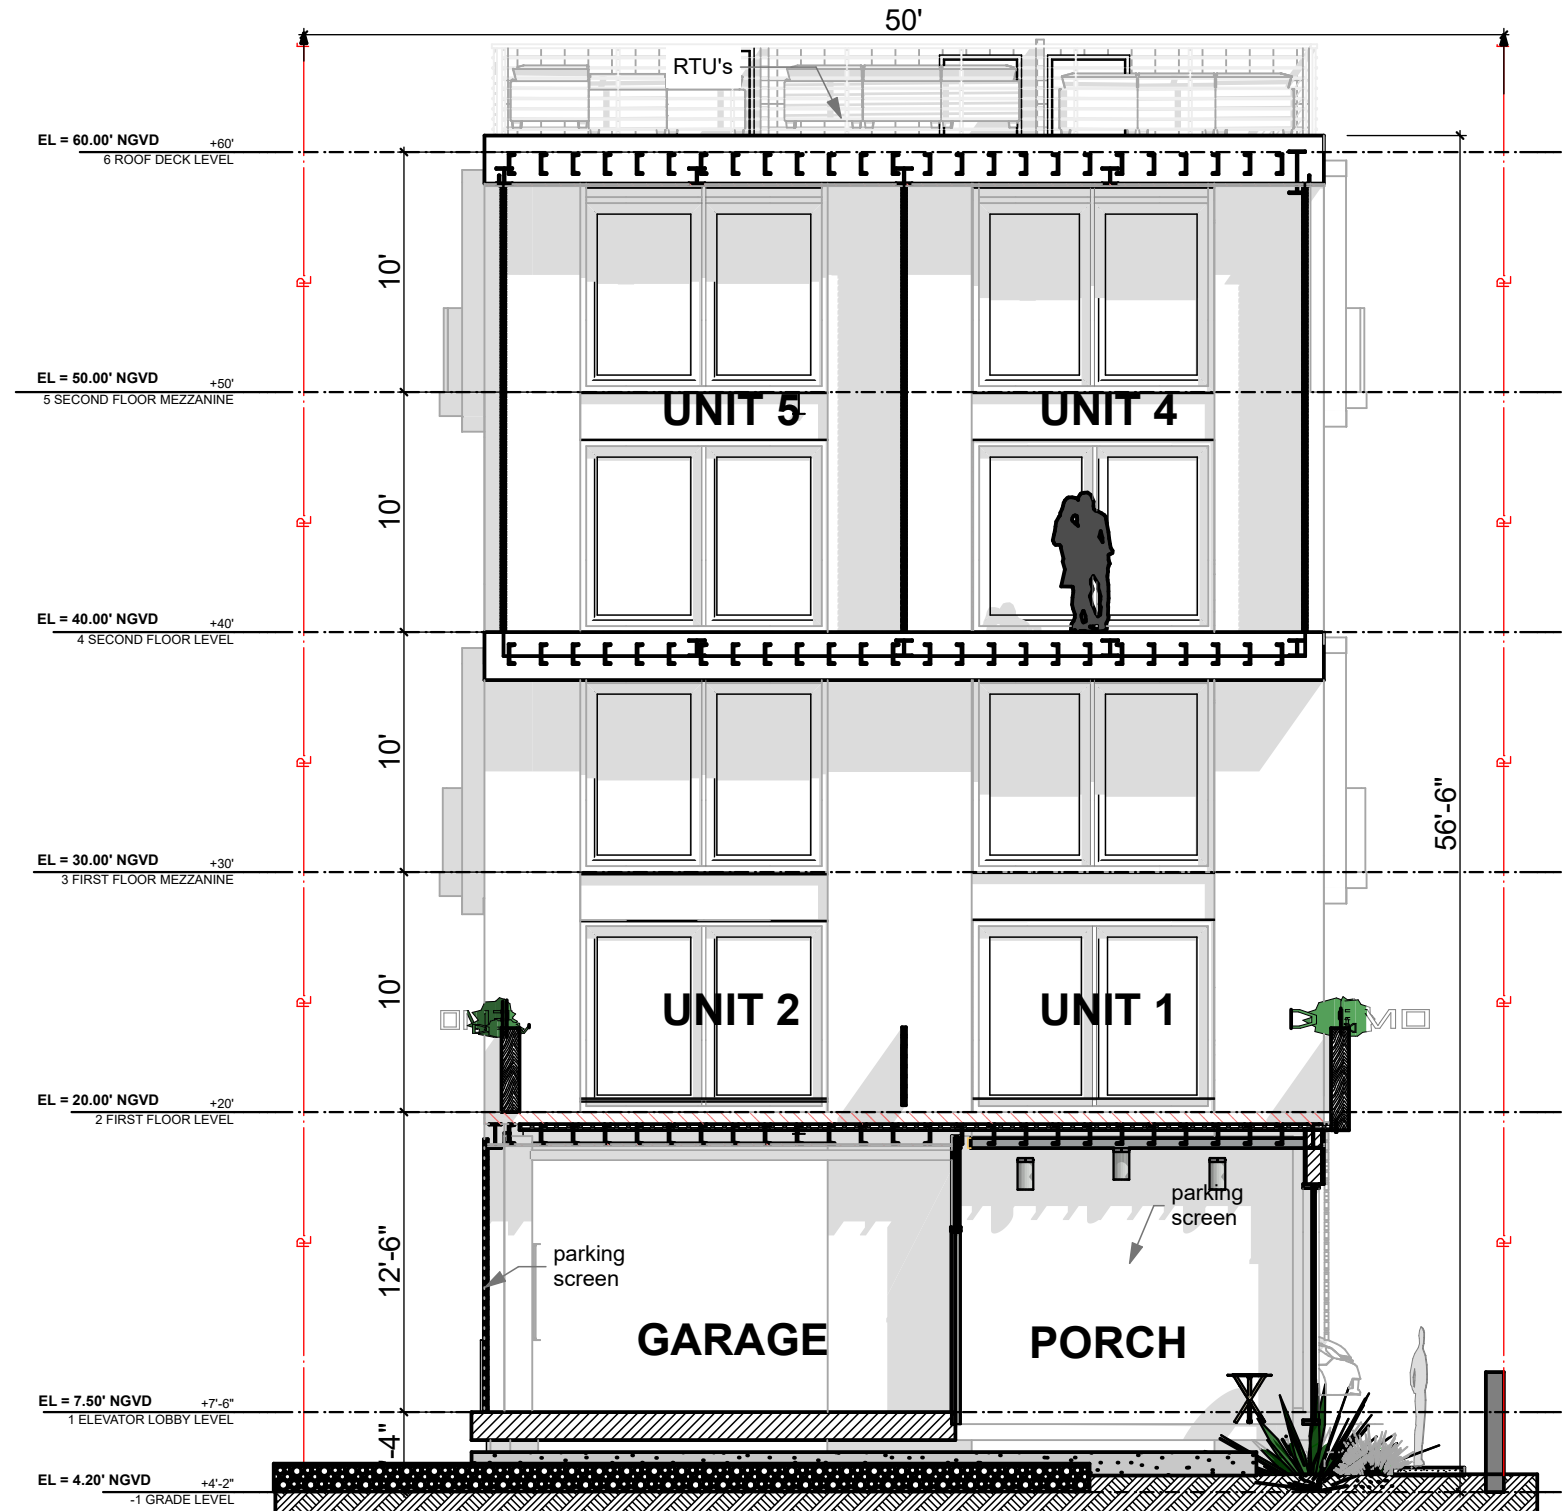 50'
RTU's
EL = 60.00' NGVD +60'
6 ROOF DECK LEVEL
10'
EL = 50.00' NGVD +50'
5 SECOND FLOOR MEZZANINE
UNIT 5 UNIT 4
10'
EL = 40.00' NGVD +40'
4 SECOND FLOOR LEVEL
10'
56'-6"
EL = 30.00' NGVD +30'
3 FIRST FLOOR MEZZANINE
10'
UNIT 2 UNIT 1
EL = 20.00' NGVD +20'
2 FIRST FLOOR LEVEL
parking
screen
12'-6"
parking
screen
GARAGE PORCH
EL = 7.50' NGVD +7'-6"
1 ELEVATOR LOBBY LEVEL
-4"
EL = 4.20' NGVD +4'-2"
-1 GRADE LEVEL